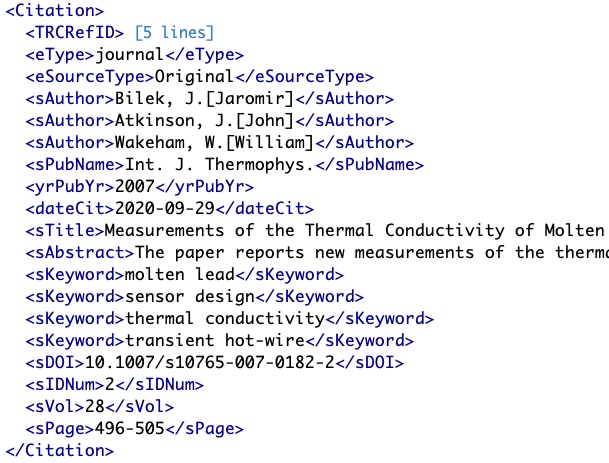 <Citation>
<TRCRefID> [5 lines]
<eType>journal</eType>
<eSourceType>Original</eSourceType>
<sAuthor>Bilek, J.[Jaromir]</sAuthor>
<sAuthor>Atkinson, J.[John]</sAuthor>
<sAuthor>Wakeham, W.[William]</sAuthor>
<sPubName>Int. J. Thermophys.</sPubName>
<yrPubYr>2007</yrPubYr>
<dateCit>2020-09-29</dateCit>
<sTitle>Measurements of the Thermal Conductivity of Molten
<sAbstract>The paper reports new measurements of the
<sKeyword>molten lead</sKeyword>
<sKeyword>sensor design</sKeyword>
<sKeyword>thermal conductivity</sKeyword>
<sKeyword>transient hot-wire</sKeyword>
<sDOI>10.1007/s10765-007-0182-2</sDOI>
<sIDNum>2</sIDNum>
<sVol>28</sVol>
<sPage>496-505</sPage>
</Citation>